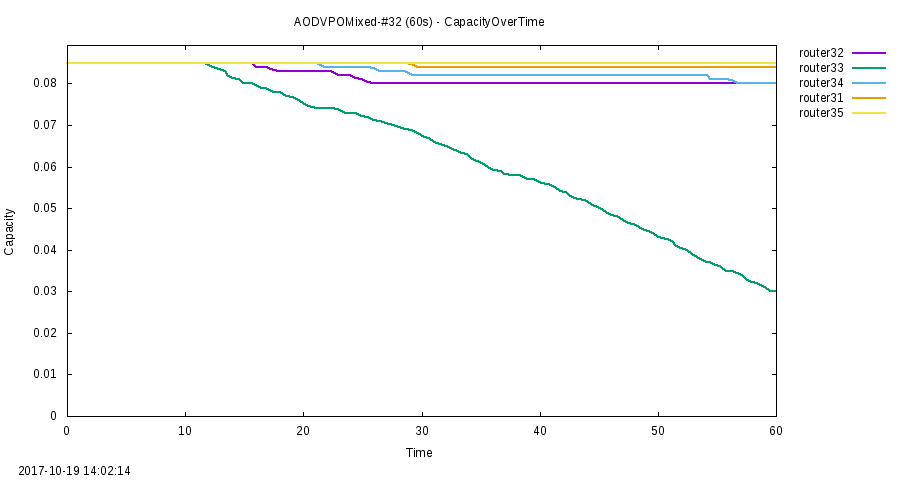 AODVPOMixed-#32 (60s) - CapacityOverTime
router32
router33
router34
router31
router35
0.08
0.07
0.06
0.05
0.04
0.03
0.02
0.01
0
Capacity
0 10 20 30 40 50 60
Time
2017-10-19 14:02:14